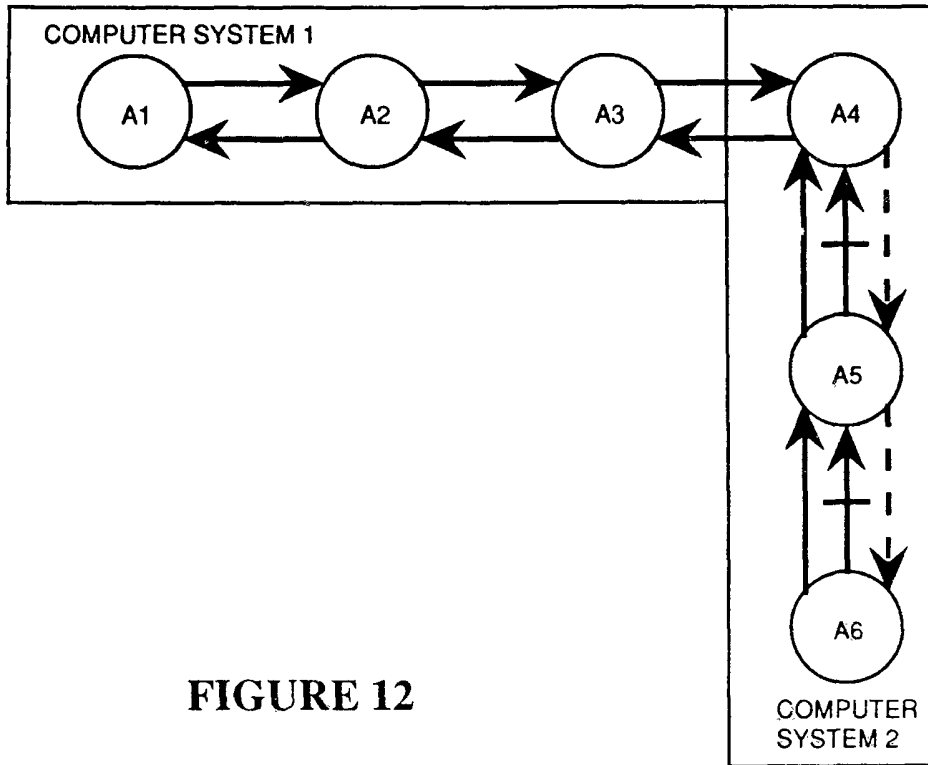 COMPUTER SYSTEM 1
A1
A2
A3
A4
A5
A6
FIGURE 12
COMPUTER
SYSTEM 2